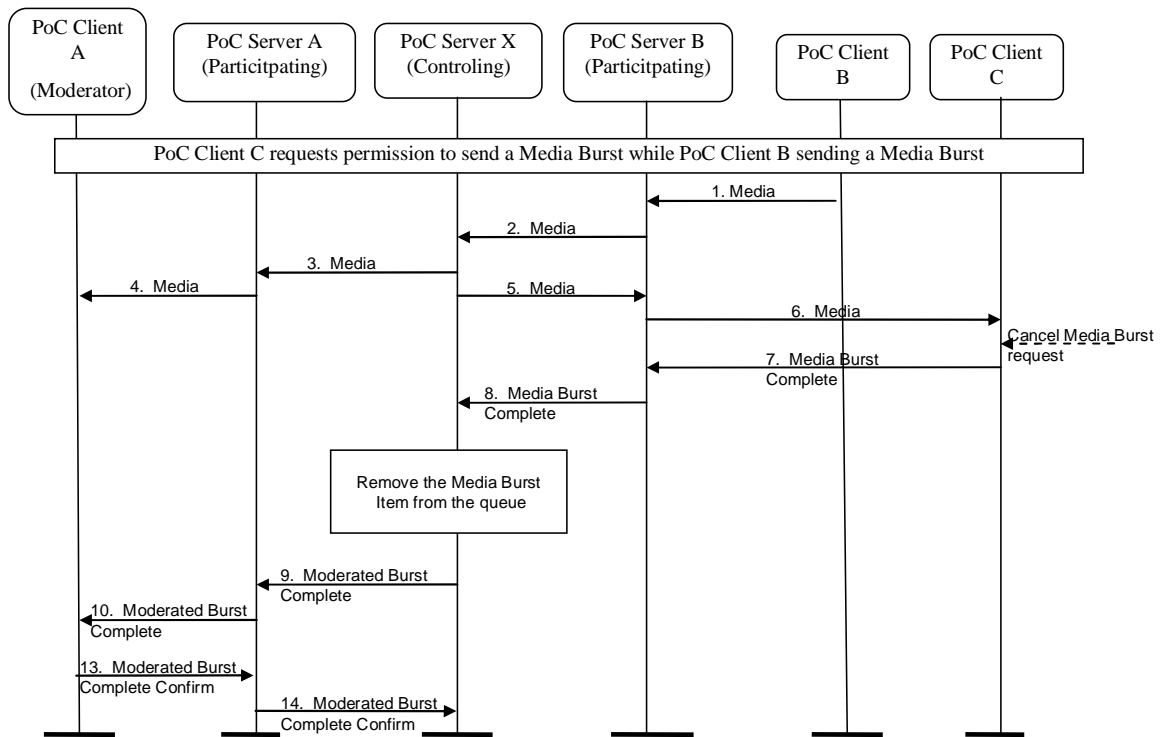 PoC Client
A
(Moderator)
PoC Server A
(Particitpating)
PoC Server X
(Controling)
PoC Server B
(Particitpating)
PoC Client
B
PoC Client
C
PoC Client C requests permission to send a Media Burst while PoC Client B sending a Media Burst
1. Media
2. Media
3. Media
4. Media
5. Media
6. Media
Cancel Media Burst
request
7. Media Burst
Complete
8. Media Burst
Complete
Remove the Media Burst
Item from the queue
9. Moderated Burst
Complete
10. Moderated Burst
Complete
13. Moderated Burst
Complete Confirm
14. Moderated Burst
Complete Confirm